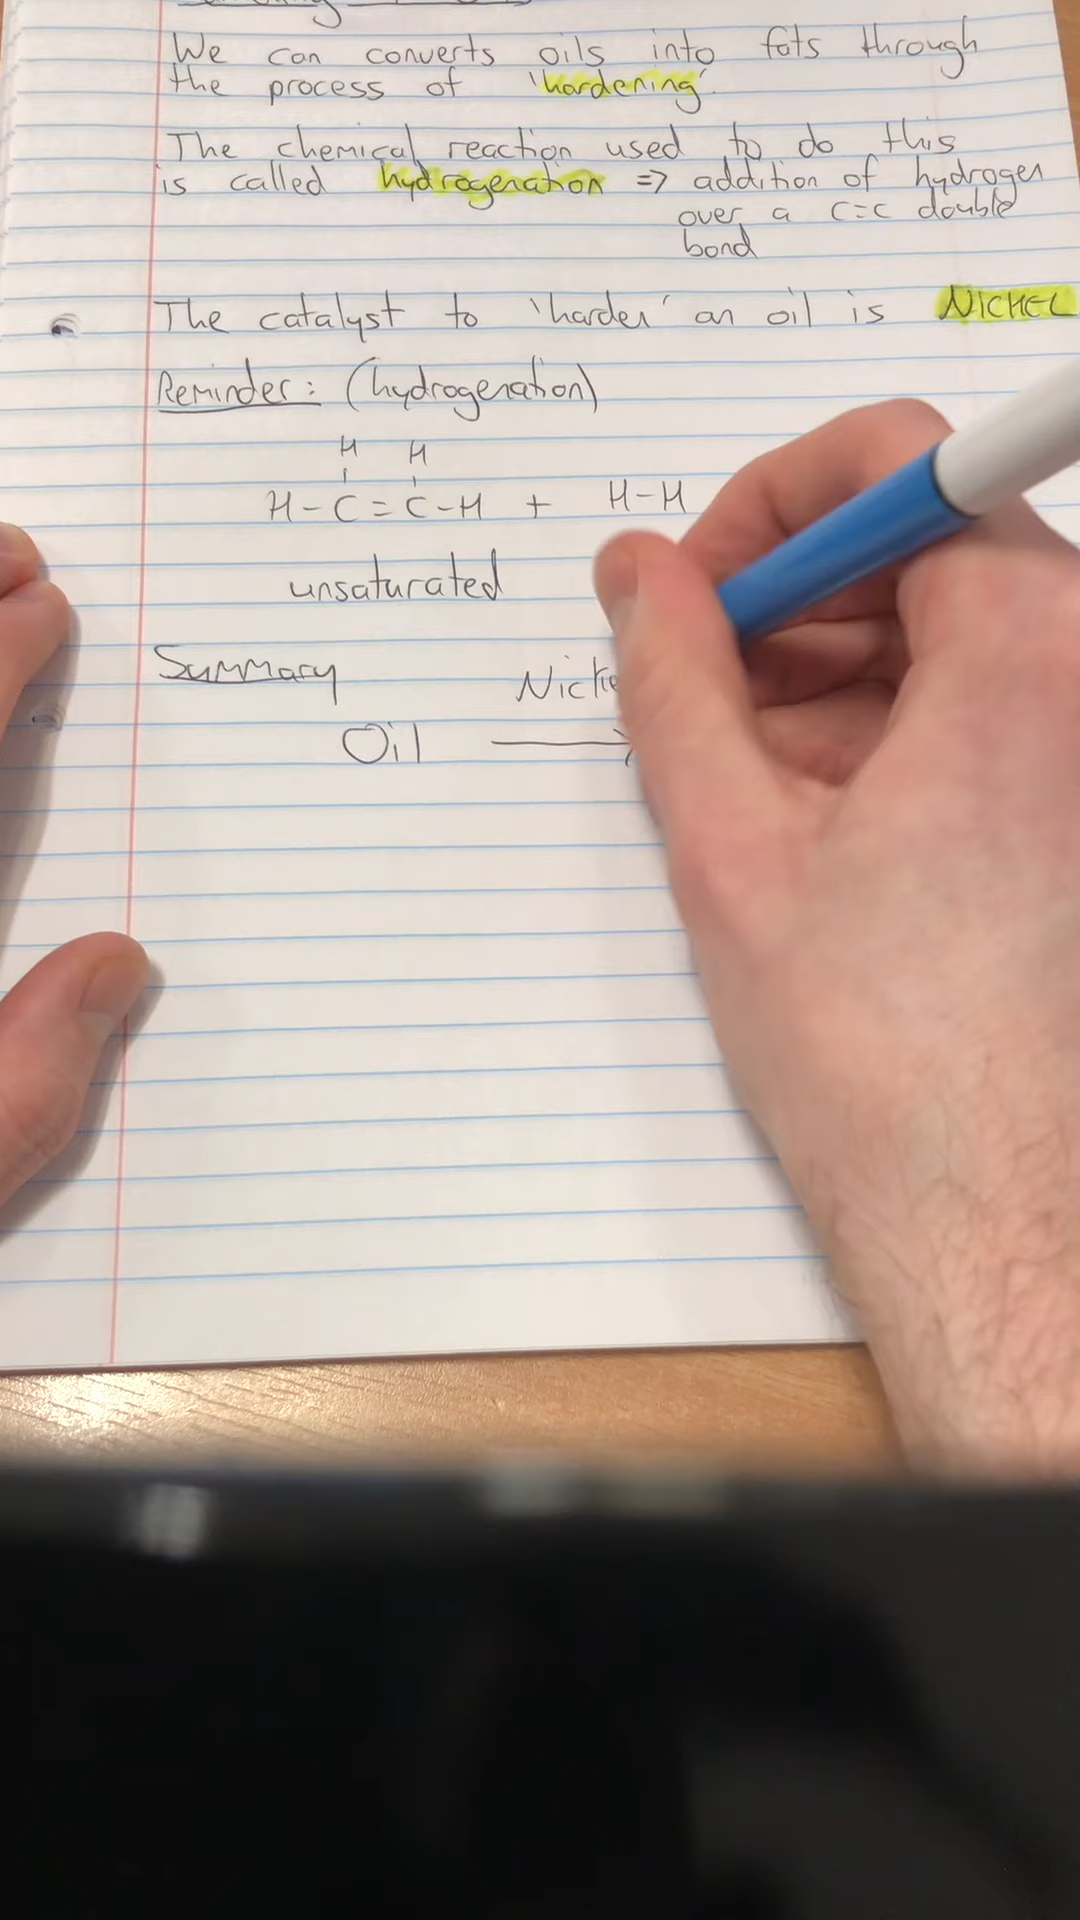 We can converts oils into fats through
the process of 'hardening'.
The chemical reaction used to do this
is called hydrogenation => addition of hydrogen
over a C=C double
bond
The catalyst to 'harden' an oil is NICKEL
Reminder: (hydrogenation)
H H
H-C=C-H + H-H
unsaturated
Summary
Nicke
Oil →